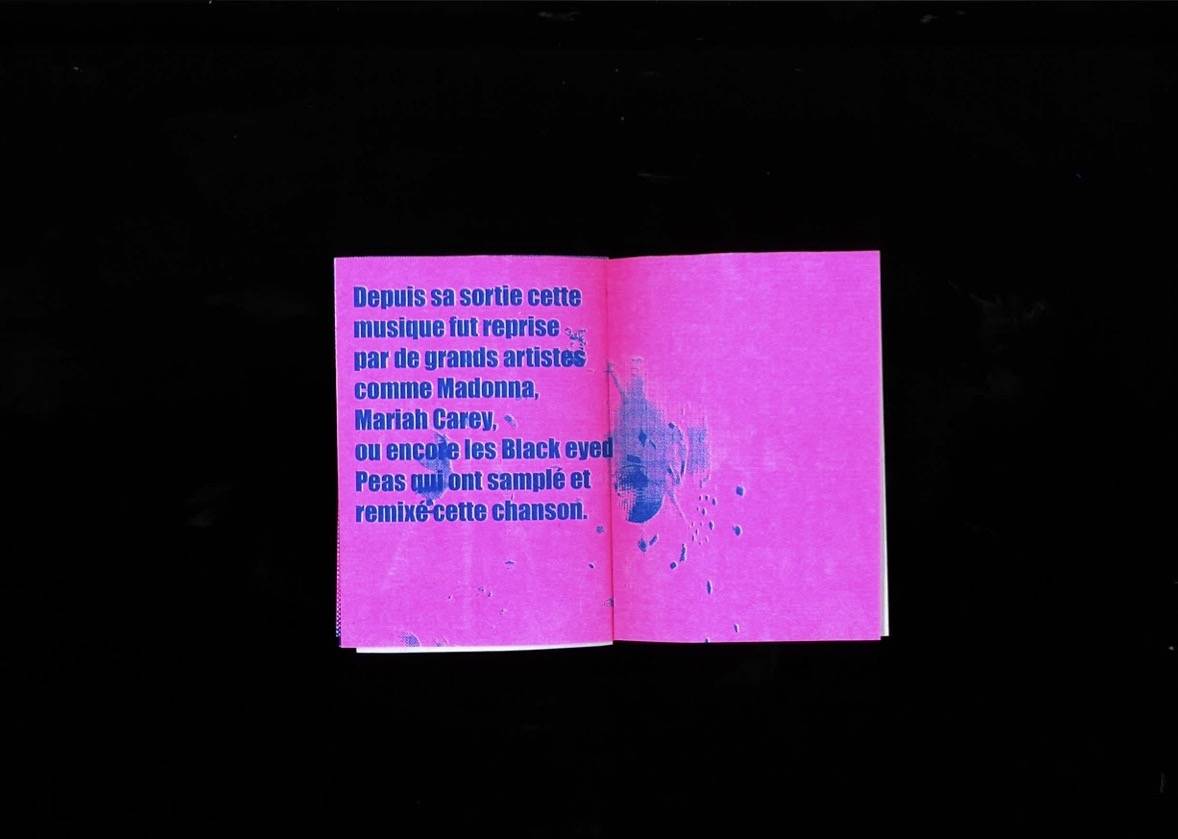 Depuis sa sortie cette
musique fut reprise
par de grands artistes
comme Madonna,
Mariah Carey,
ou encore les Black eyed
Peas qui ont samplé et
remixé cette chanson.